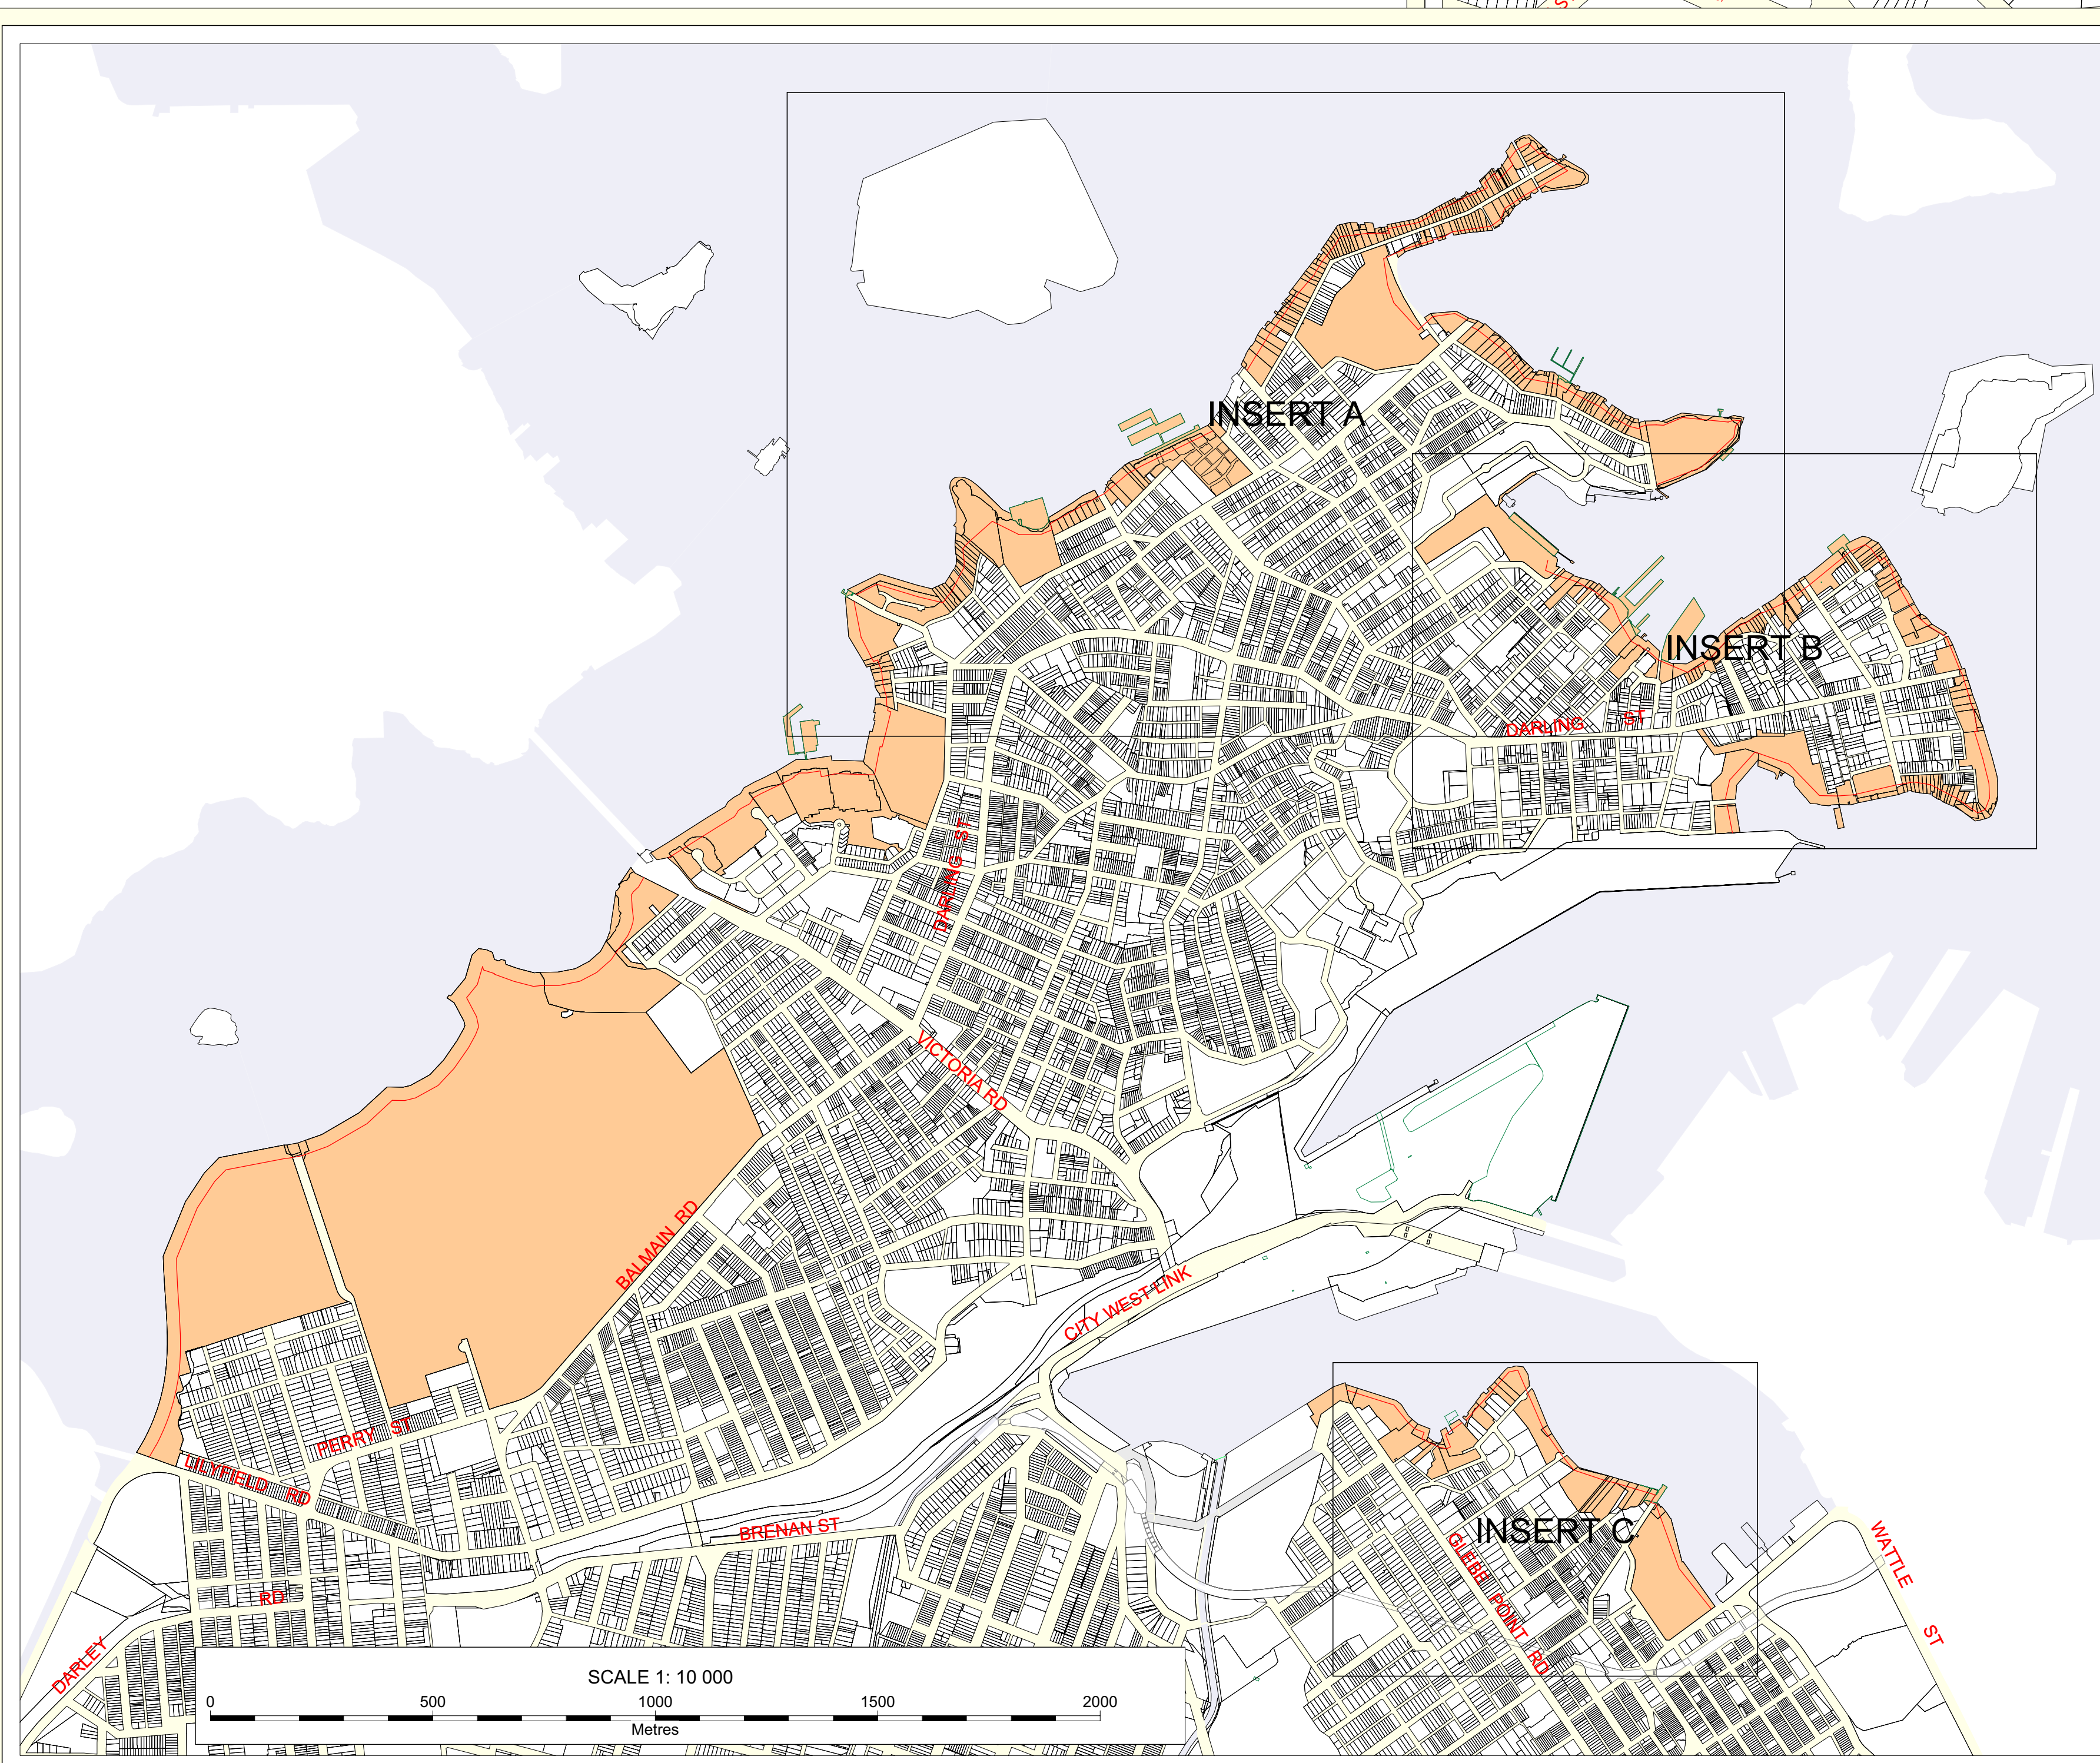 INSERT A
INSERT B
DARLING ST
DARLING ST
VICTORIA RD
BALMAIN RD
CITY WEST LINK
PERRY ST
LILYFIELD RD
BRENAN ST
INSERT C
GLEBE POINT RD
WATTLE ST
DARLEY RD
SCALE 1: 10 000
0 500 1000 1500 2000
Metres